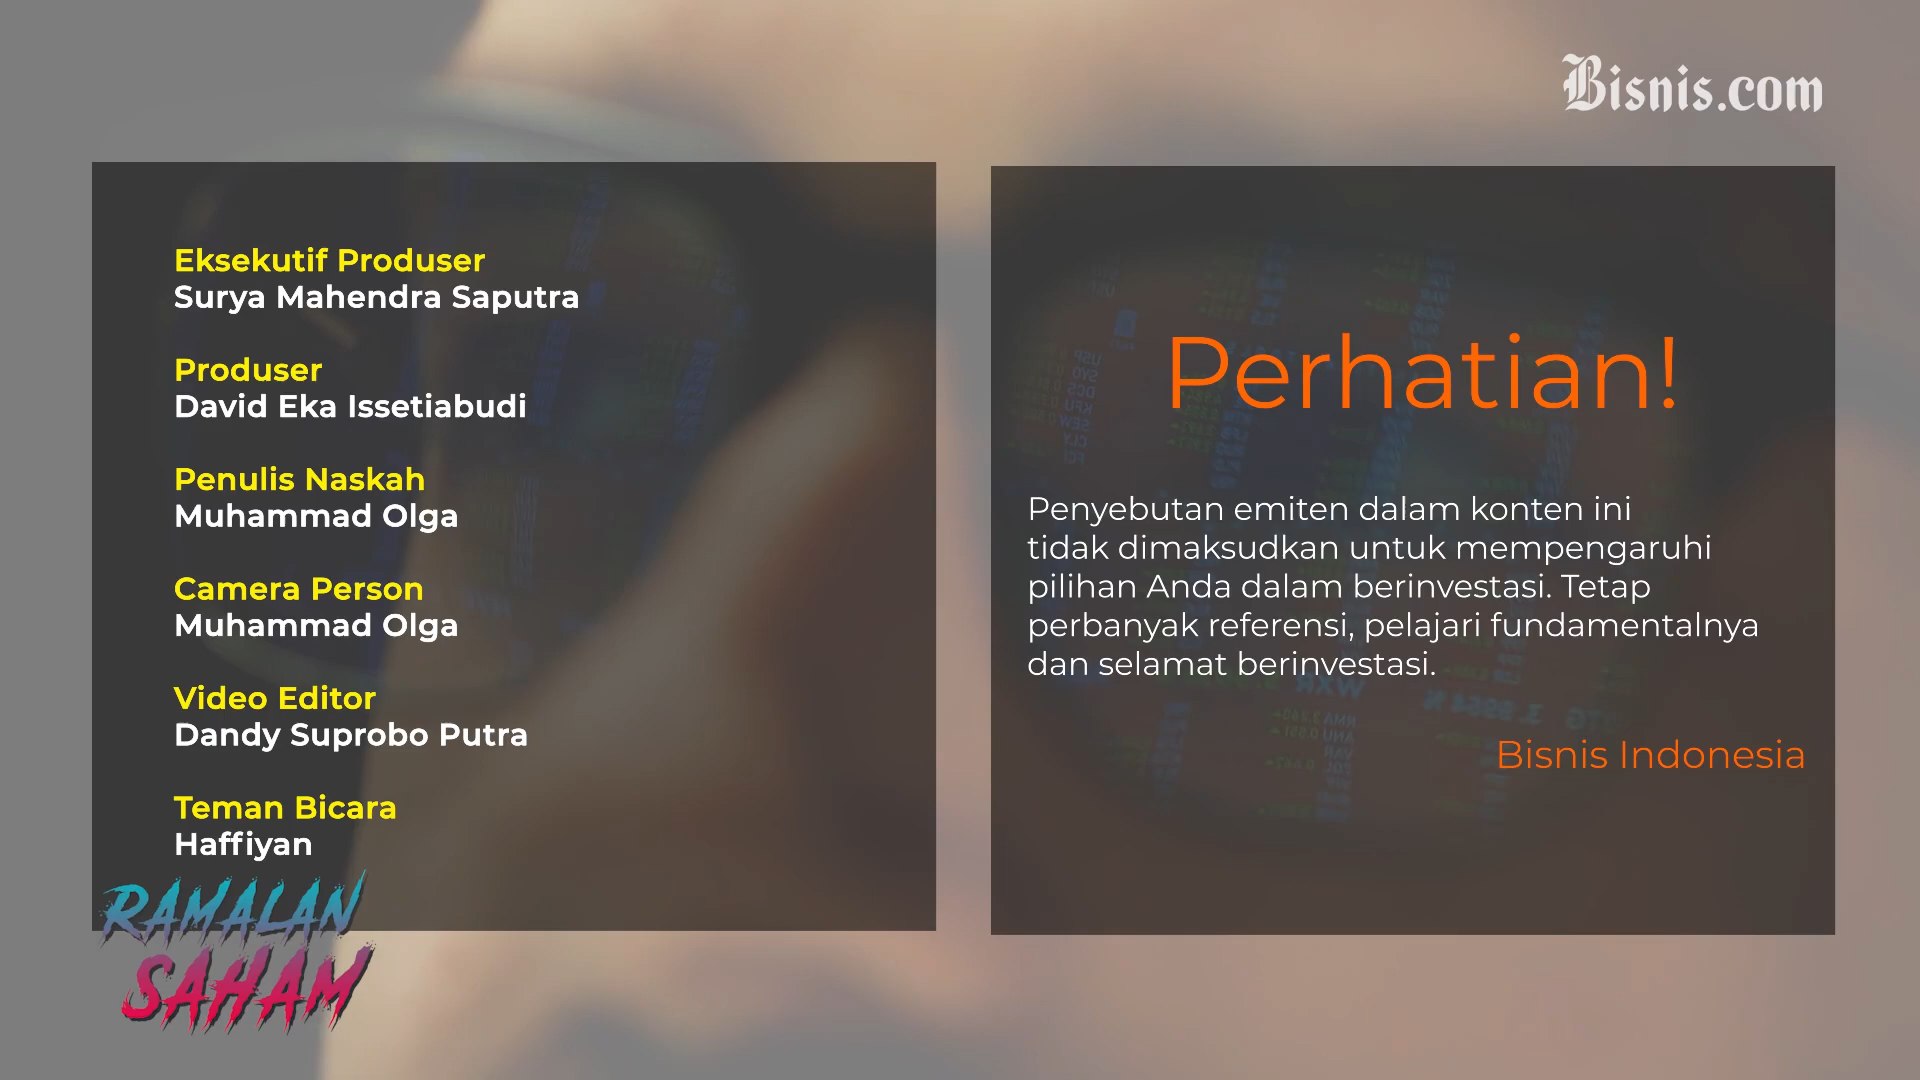 Bisnis.com
Eksekutif Produser
Surya Mahendra Saputra
Produser
David Eka Issetiabudi
Penulis Naskah
Muhammad Olga
Camera Person
Muhammad Olga
Video Editor
Dandy Suprobo Putra
Teman Bicara
Haffiyan
RAMALAN
SAHAM
Perhatian!
Penyebutan emiten dalam konten ini
tidak dimaksudkan untuk mempengaruhi
pilihan Anda dalam berinvestasi. Tetap
perbanyak referensi, pelajari fundamentalnya
dan selamat berinvestasi.
Bisnis Indonesia